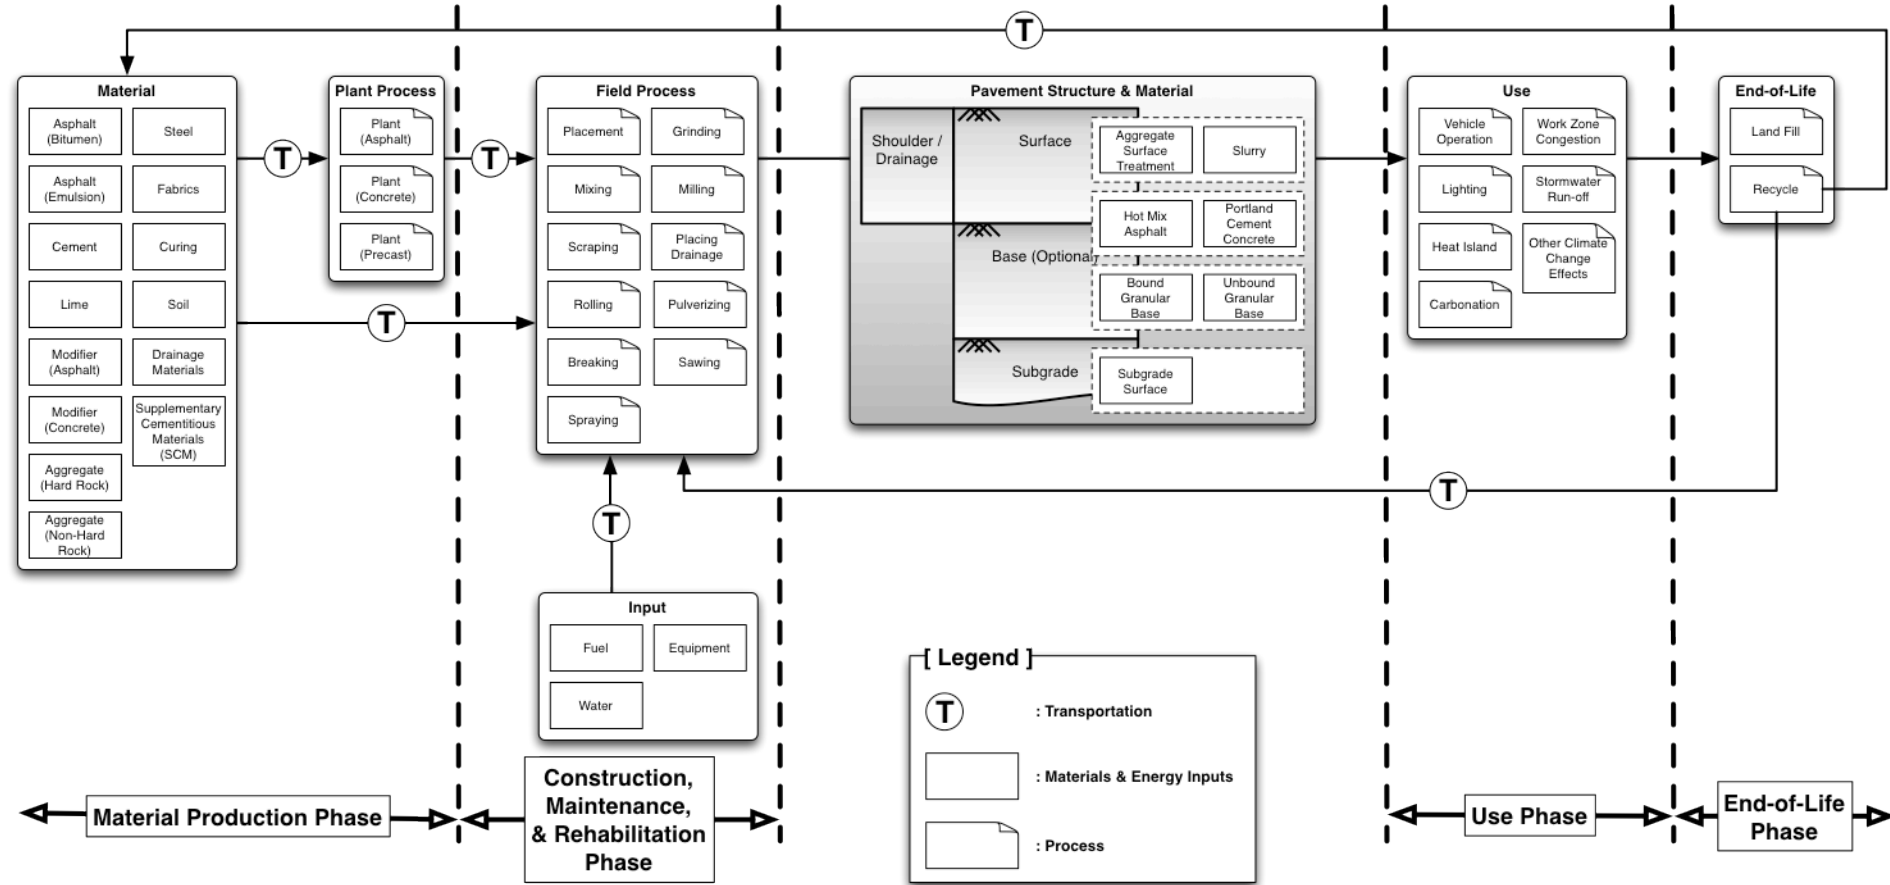 T
Material
Asphalt
(Bitumen)
Steel
Asphalt
(Emulsion)
Fabrics
Cement
Curing
Lime
Soil
Modifier
(Asphalt)
Drainage
Materials
Modifier
(Concrete)
Supplementary
Cementitious
Materials
(SCM)
Aggregate
(Hard Rock)
Aggregate
(Non-Hard
Rock)
T
T
Plant Process
Plant
(Asphalt)
Plant
(Concrete)
Plant
(Precast)
T
Field Process
Placement
Grinding
Mixing
Milling
Scraping
Placing
Drainage
Rolling
Pulverizing
Breaking
Sawing
Spraying
T
Input
Fuel
Equipment
Water
Pavement Structure & Material
Shoulder /
Drainage
Surface
Aggregate
Surface
Treatment
Slurry
Hot Mix
Asphalt
Portland
Cement
Concrete
Base (Optional)
Bound
Granular
Base
Unbound
Granular
Base
Subgrade
Subgrade
Surface
Use
Vehicle
Operation
Work Zone
Congestion
Lighting
Stormwater
Run-off
Heat Island
Other Climate
Change
Effects
Carbonation
End-of-Life
Land Fill
Recycle
T
[ Legend ]
T
: Transportation
: Materials & Energy Inputs
: Process
Material Production Phase
Construction,
Maintenance,
& Rehabilitation
Phase
Use Phase
End-of-Life
Phase